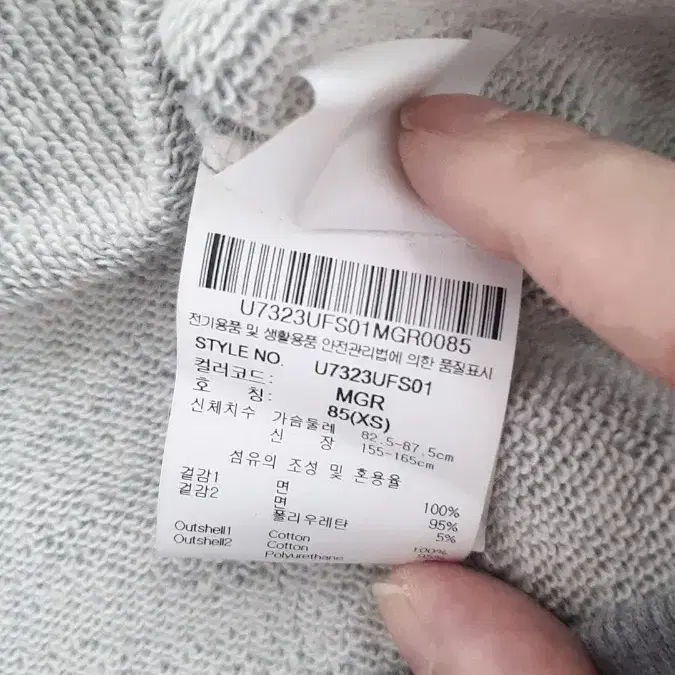 U7323UFS01MGR0085
전기용품 및 생활용품 안전관리법에 의한 품질표시
STYLE NO. U7323UFS01
컬러코드: MGR
호 칭: 85(XS)
신체치수 가슴둘레 82.5-87.5cm
신 장 155-165cm
섬유의 조성 및 혼용율
겉감1 면 100%
겉감2 면 95%
폴리우레탄 5%
Outshell1 Cotton 100%
Outshell2 Cotton 95%
Polyurethane